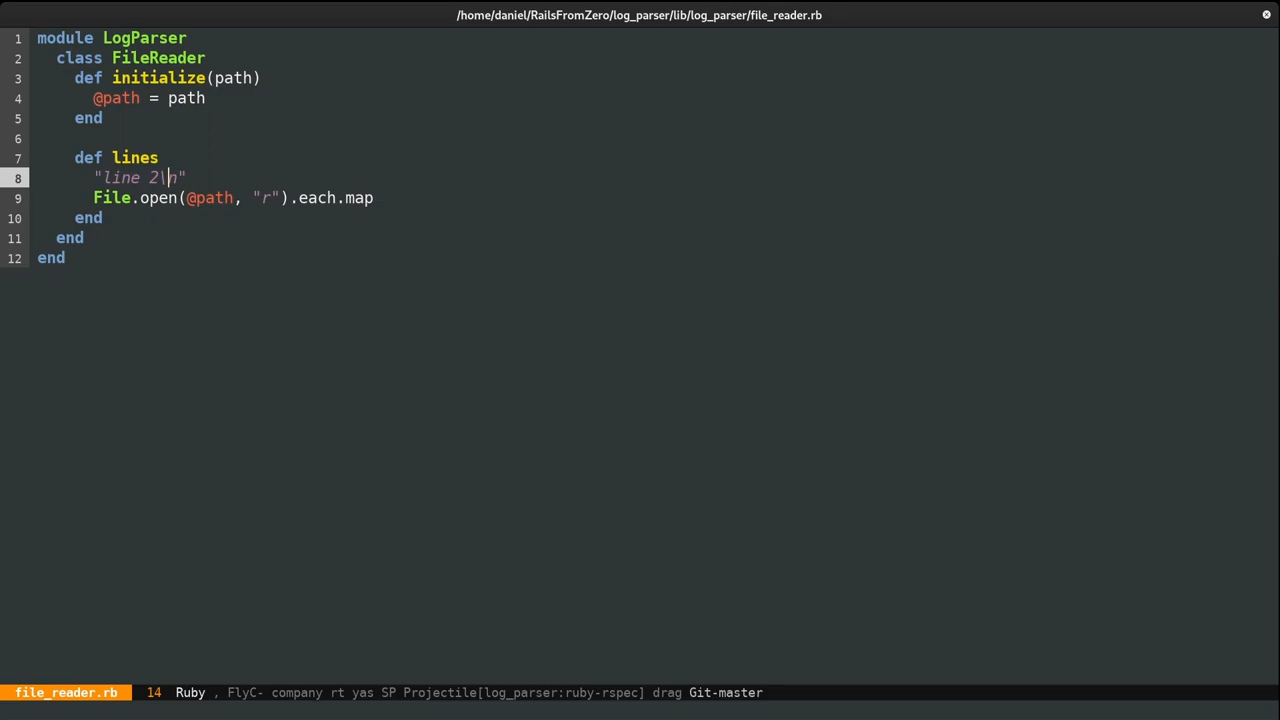 /home/daniel/RailsFromZero/log_parser/lib/log_parser/file_reader.rb
1 module LogParser
2   class FileReader
3     def initialize(path)
4       @path = path
5     end
6
7     def lines
8       "line 2\n"
9       File.open(@path, "r").each.map
10     end
11   end
12 end
file_reader.rb 14 Ruby , FlyC- company rt yas SP Projectile[log_parser:ruby-rspec] drag Git-master